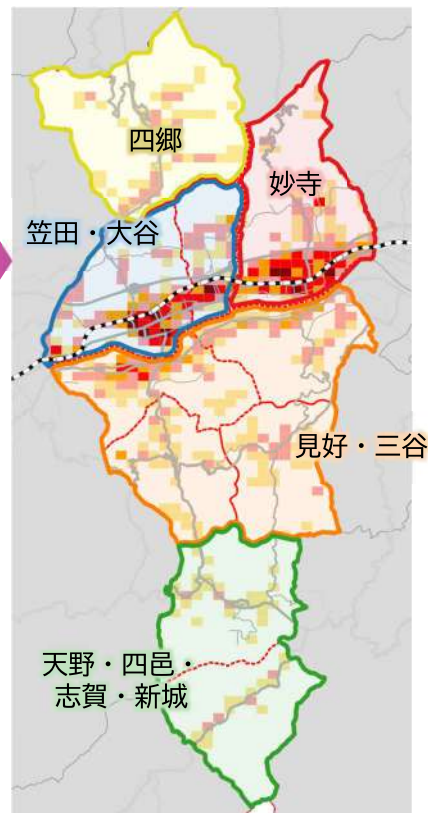 四郷
妙寺
笠田・大谷
見好・三谷
天野・四邑・
志賀・新城